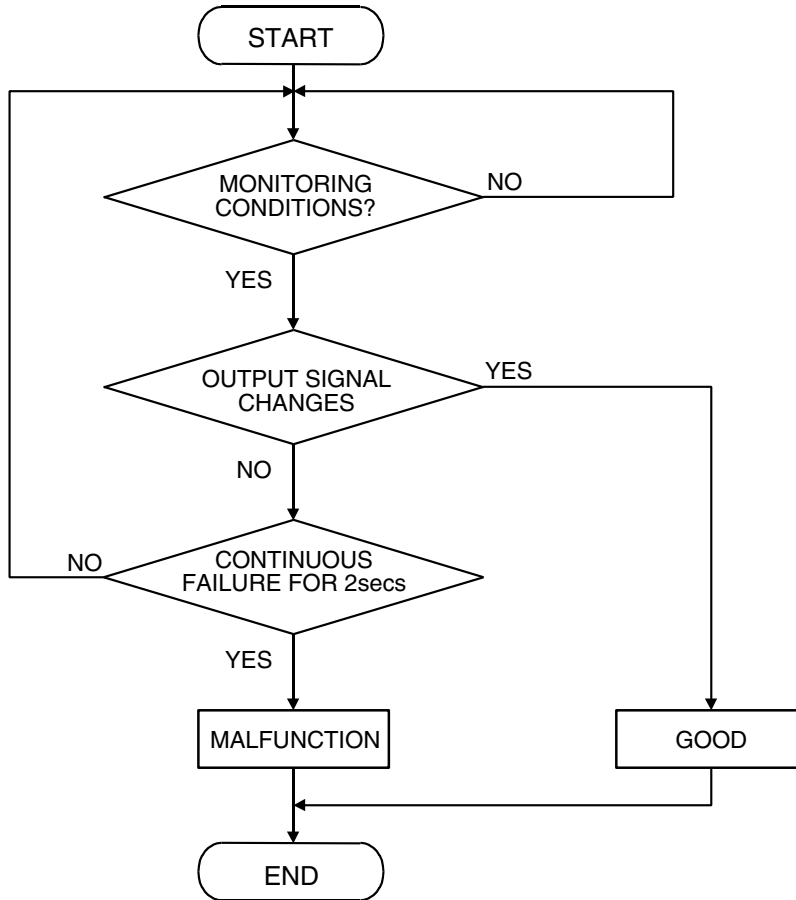 START
MONITORING
CONDITIONS?
NO
YES
OUTPUT SIGNAL
CHANGES
YES
NO
CONTINUOUS
FAILURE FOR 2secs
NO
YES
MALFUNCTION
GOOD
END